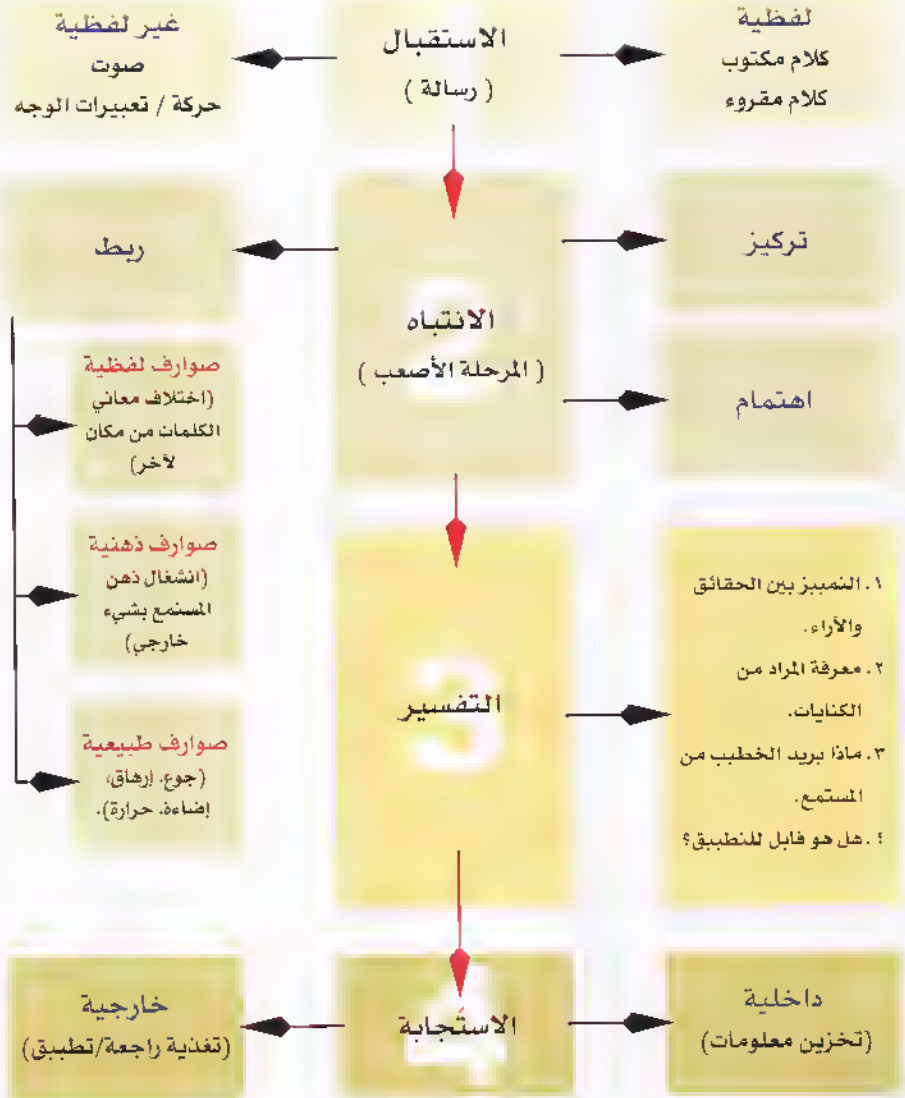 لفظية
كلام مكتوب
كلام مقروء
الاستقبال
( رسالة )
غير لفظية
صوت
حركة / تعبيرات الوجه
2
الانتباه
( المرحلة الأصعب )
تركيز
اهتمام
ربط
صوارف لفظية
(اختلاف معاني
الكلمات من مكان
لآخر)
صوارف ذهنية
(انشغال ذهن
المستمع بشيء
خارجي)
صوارف طبيعية
(جوع، إرهاق،
إضاءة، حرارة).
3
التفسير
١. التمييز بين الحقائق
والآراء.
٢. معرفة المراد من
الكنايات.
٣. ماذا يريد الخطيب من
المستمع.
٤. هل هو قابل للتطبيق؟
4
الاستجابة
داخلية
(تخزين معلومات)
خارجية
(تغذية راجعة/تطبيق)